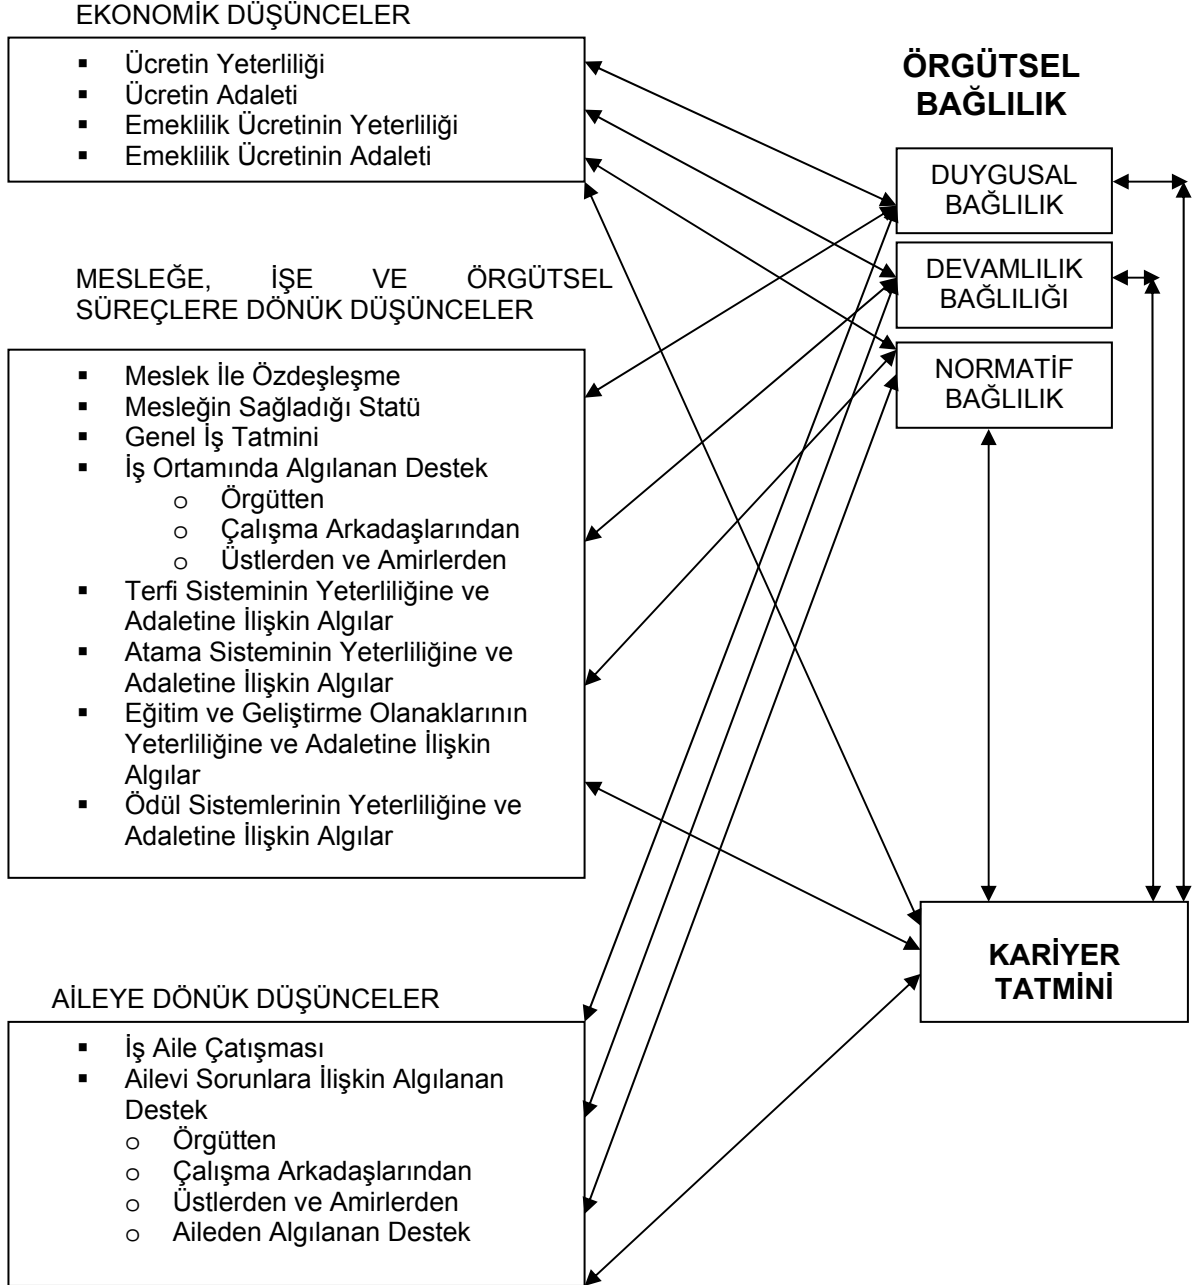 EKONOMİK DÜŞÜNCELER
▪ Ücretin Yeterliliği
▪ Ücretin Adaleti
▪ Emeklilik Ücretinin Yeterliliği
▪ Emeklilik Ücretinin Adaleti
MESLEĞE, İŞE VE ÖRGÜTSEL
SÜREÇLERE DÖNÜK DÜŞÜNCELER
▪ Meslek İle Özdeşleşme
▪ Mesleğin Sağladığı Statü
▪ Genel İş Tatmini
▪ İş Ortamında Algılanan Destek
o Örgütten
o Çalışma Arkadaşlarından
o Üstlerden ve Amirlerden
▪ Terfi Sisteminin Yeterliliğine ve
Adaletine İlişkin Algılar
▪ Atama Sisteminin Yeterliliğine ve
Adaletine İlişkin Algılar
▪ Eğitim ve Geliştirme Olanaklarının
Yeterliliğine ve Adaletine İlişkin
Algılar
▪ Ödül Sistemlerinin Yeterliliğine ve
Adaletine İlişkin Algılar
AİLEYE DÖNÜK DÜŞÜNCELER
▪ İş Aile Çatışması
▪ Ailevi Sorunlara İlişkin Algılanan
Destek
o Örgütten
o Çalışma Arkadaşlarından
o Üstlerden ve Amirlerden
o Aileden Algılanan Destek
ÖRGÜTSEL
BAĞLILIK
DUYGUSAL
BAĞLILIK
DEVAMLILIK
BAĞLILIĞI
NORMATİF
BAĞLILIK
KARİYER
TATMİNİ